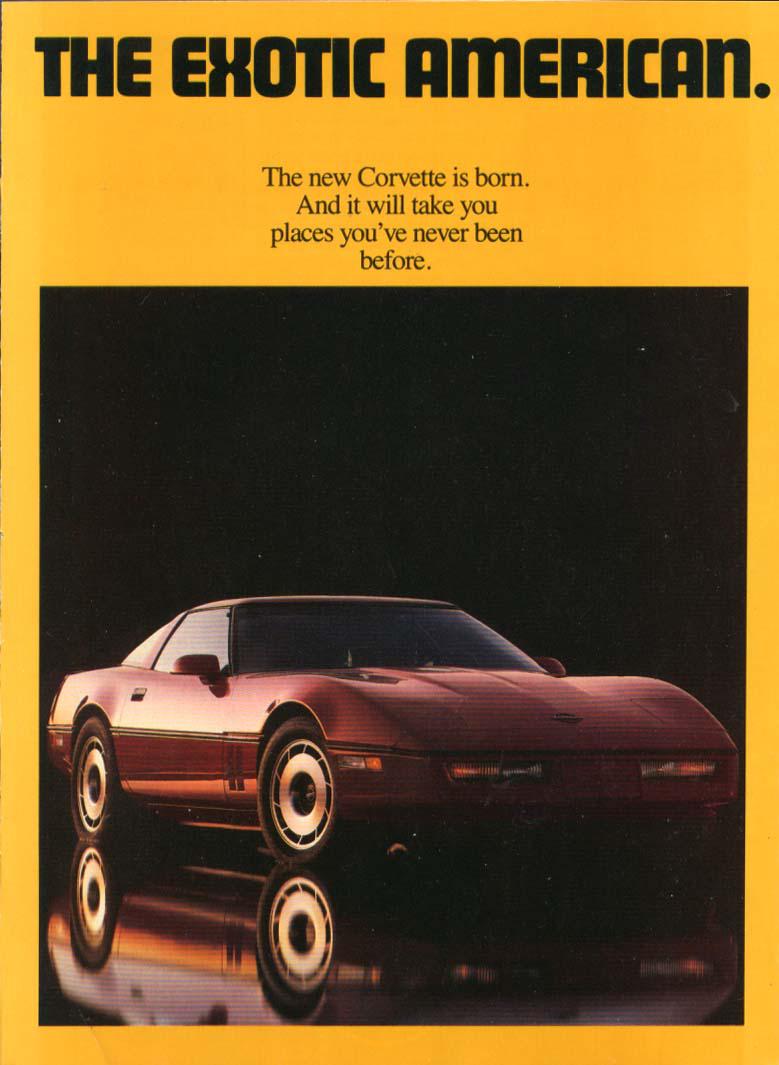 THE EXOTIC AMERICAN.
The new Corvette is born.
And it will take you
places you've never been
before.